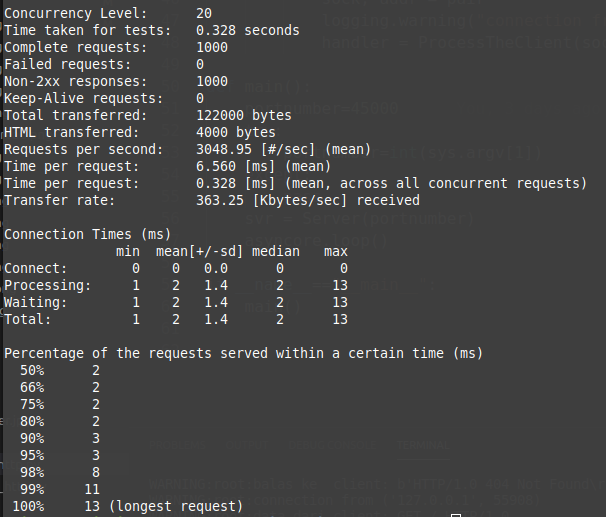 Concurrency Level:      20
Time taken for tests:   0.328 seconds
Complete requests:      1000
Failed requests:        0
Non-2xx responses:      1000
Keep-Alive requests:    0
Total transferred:      122000 bytes
HTML transferred:       4000 bytes
Requests per second:    3048.95 [#/sec] (mean)
Time per request:       6.560 [ms] (mean)
Time per request:       0.328 [ms] (mean, across all concurrent requests)
Transfer rate:          363.25 [Kbytes/sec] received

Connection Times (ms)
              min  mean[+/-sd] median   max
Connect:        0    0   0.0      0       0
Processing:     1    2   1.4      2      13
Waiting:        1    2   1.4      2      13
Total:          1    2   1.4      2      13

Percentage of the requests served within a certain time (ms)
  50%      2
  66%      2
  75%      2
  80%      2
  90%      3
  95%      3
  98%      8
  99%     11
 100%     13 (longest request)